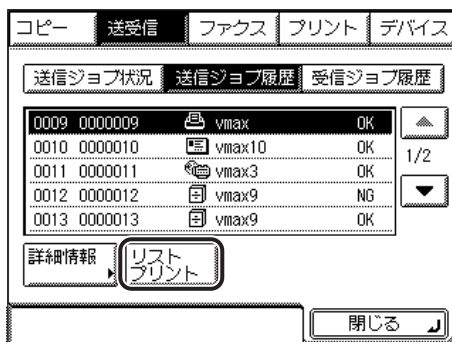 コピー 送受信 ファクス プリント デバイス
送信ジョブ状況 送信ジョブ履歴 受信ジョブ履歴
0009 0000009 vmax OK
0010 0000010 vmax10 OK
0011 0000011 vmax3 OK
0012 0000012 vmax9 NG
0013 0000013 vmax9 OK
1/2
詳細情報
リスト
プリント
閉じる